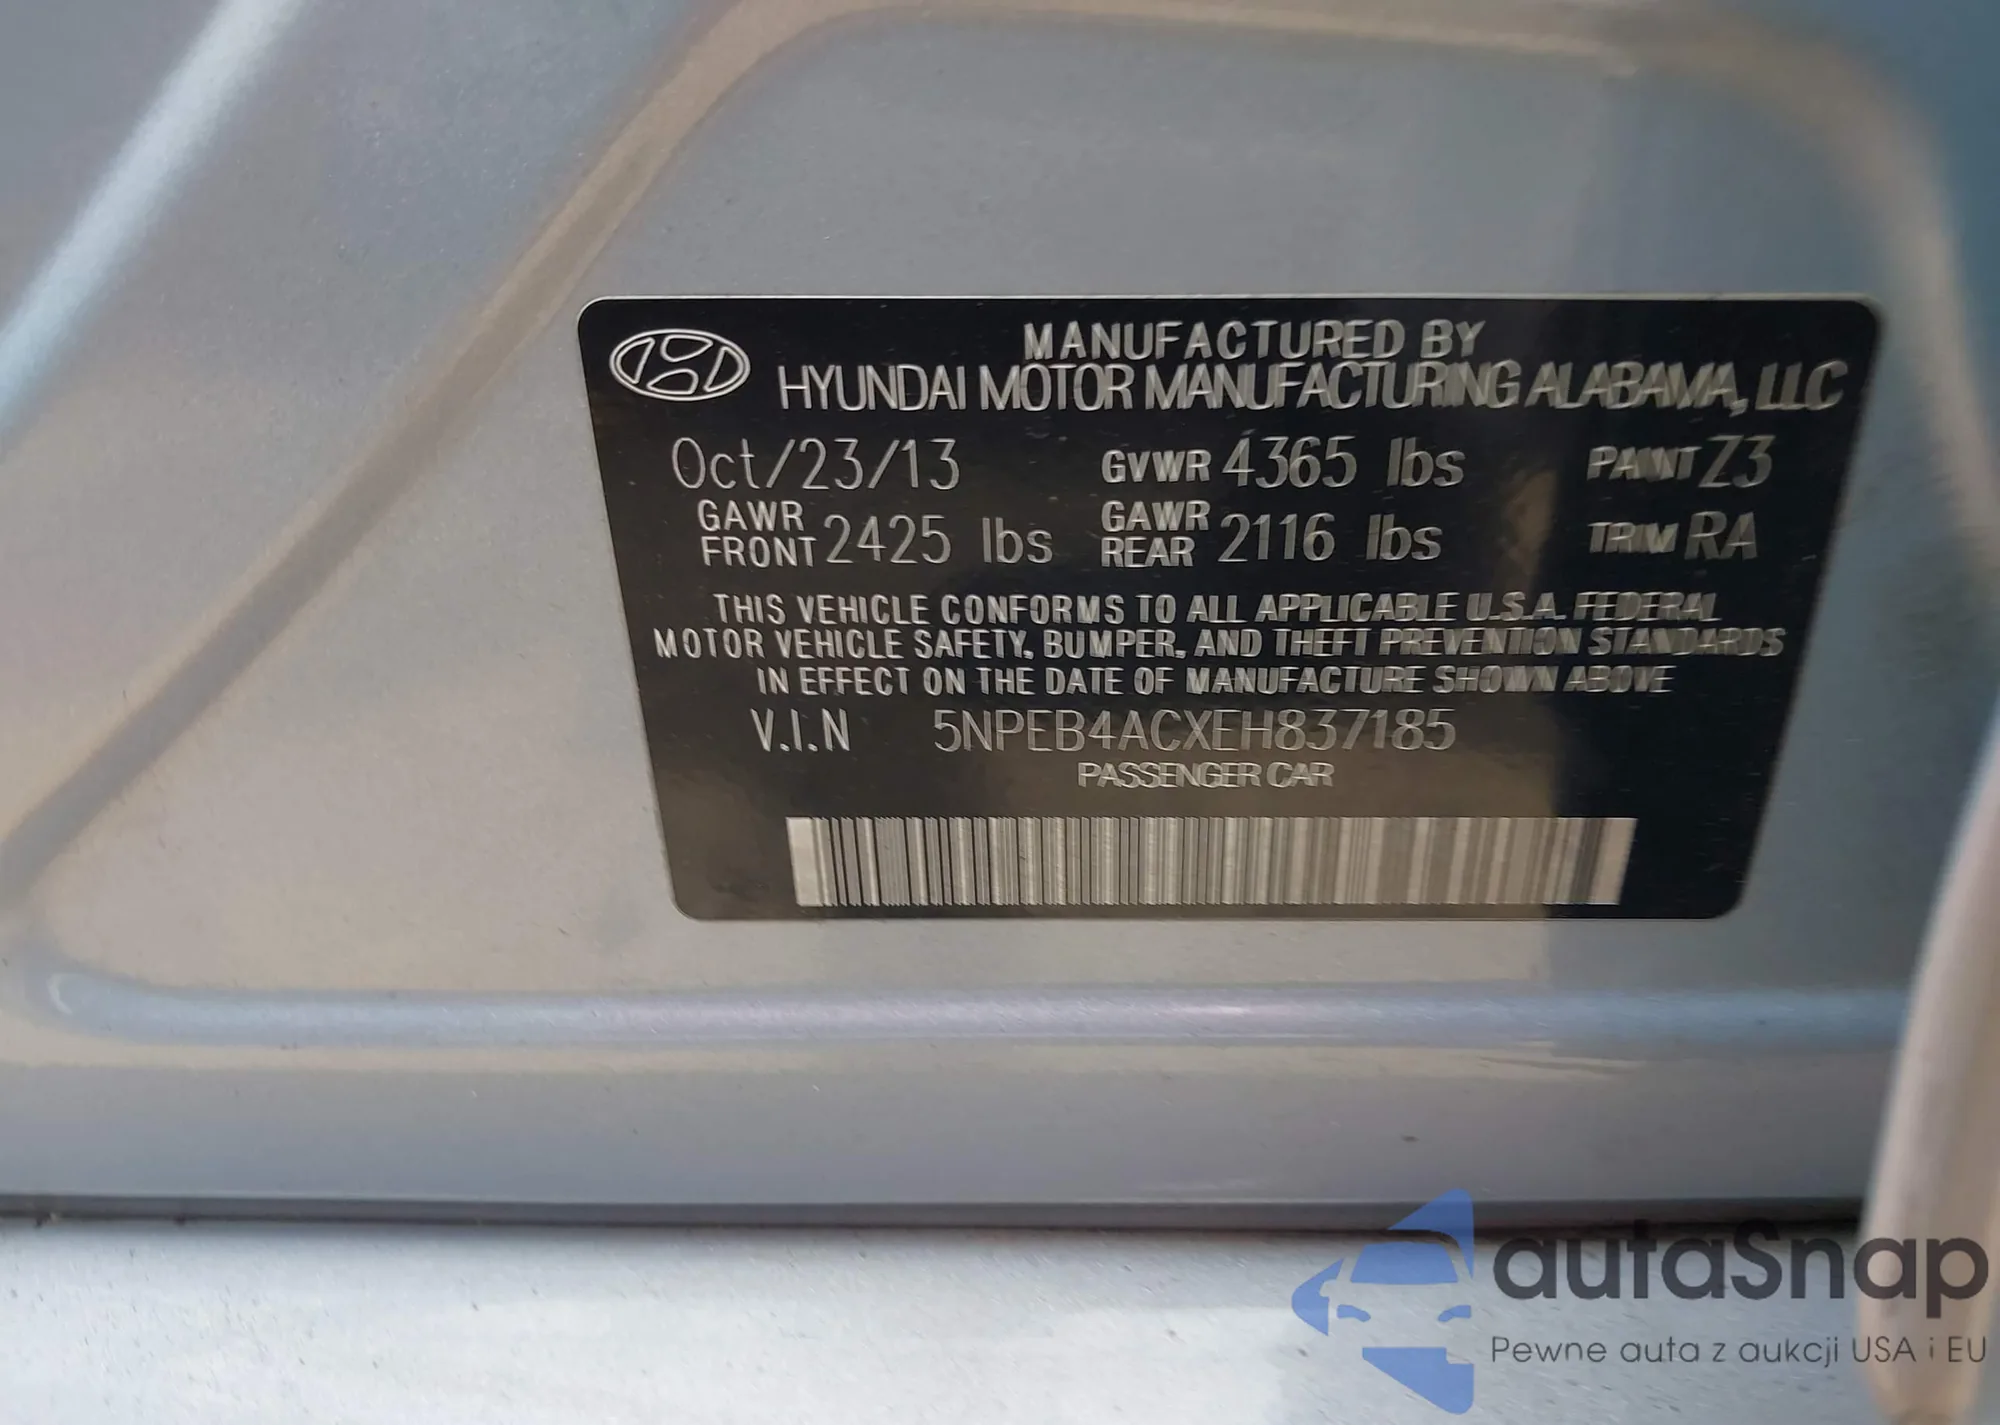 MANUFACTURED BY
HYUNDAI MOTOR MANUFACTURING ALABAMA, LLC
Oct/23/13 GVWR 4365 lbs PAINT Z3
GAWR FRONT 2425 lbs GAWR REAR 2116 lbs TRIM RA
THIS VEHICLE CONFORMS TO ALL APPLICABLE U.S.A. FEDERAL
MOTOR VEHICLE SAFETY, BUMPER, AND THEFT PREVENTION STANDARDS
IN EFFECT ON THE DATE OF MANUFACTURE SHOWN ABOVE
V.I.N 5NPEB4ACXEH837185
PASSENGER CAR
autaSnap
Pewne auta z aukcji USA i EU